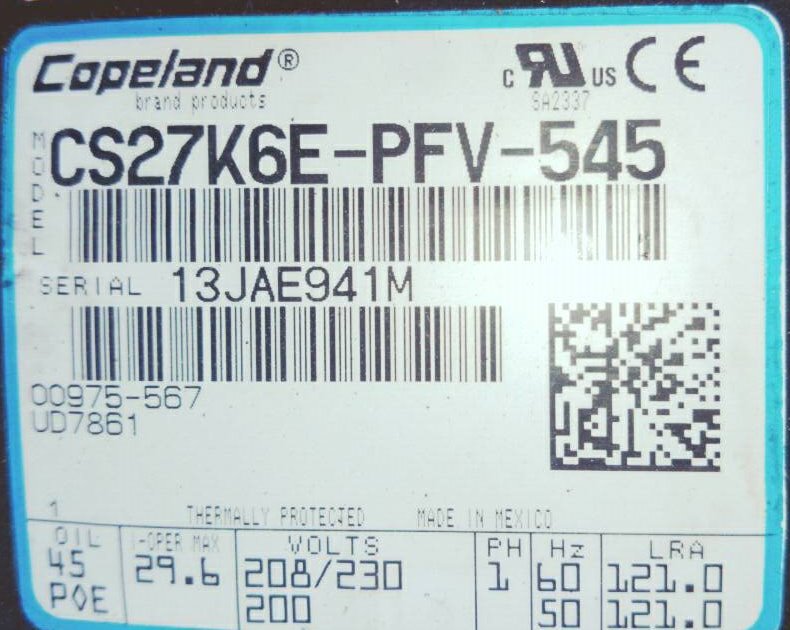 Copeland®
brand products
C UL US CE
SA2337
MODEL CS27K6E-PFV-545
SERIAL 13JAE941M
00975-567
UD7861
1 THERMALLY PROTECTED MADE IN MEXICO
OIL I-OPER MAX VOLTS PH Hz LRA
45 29.6 208/230 1 60 121.0
POE 200 50 121.0